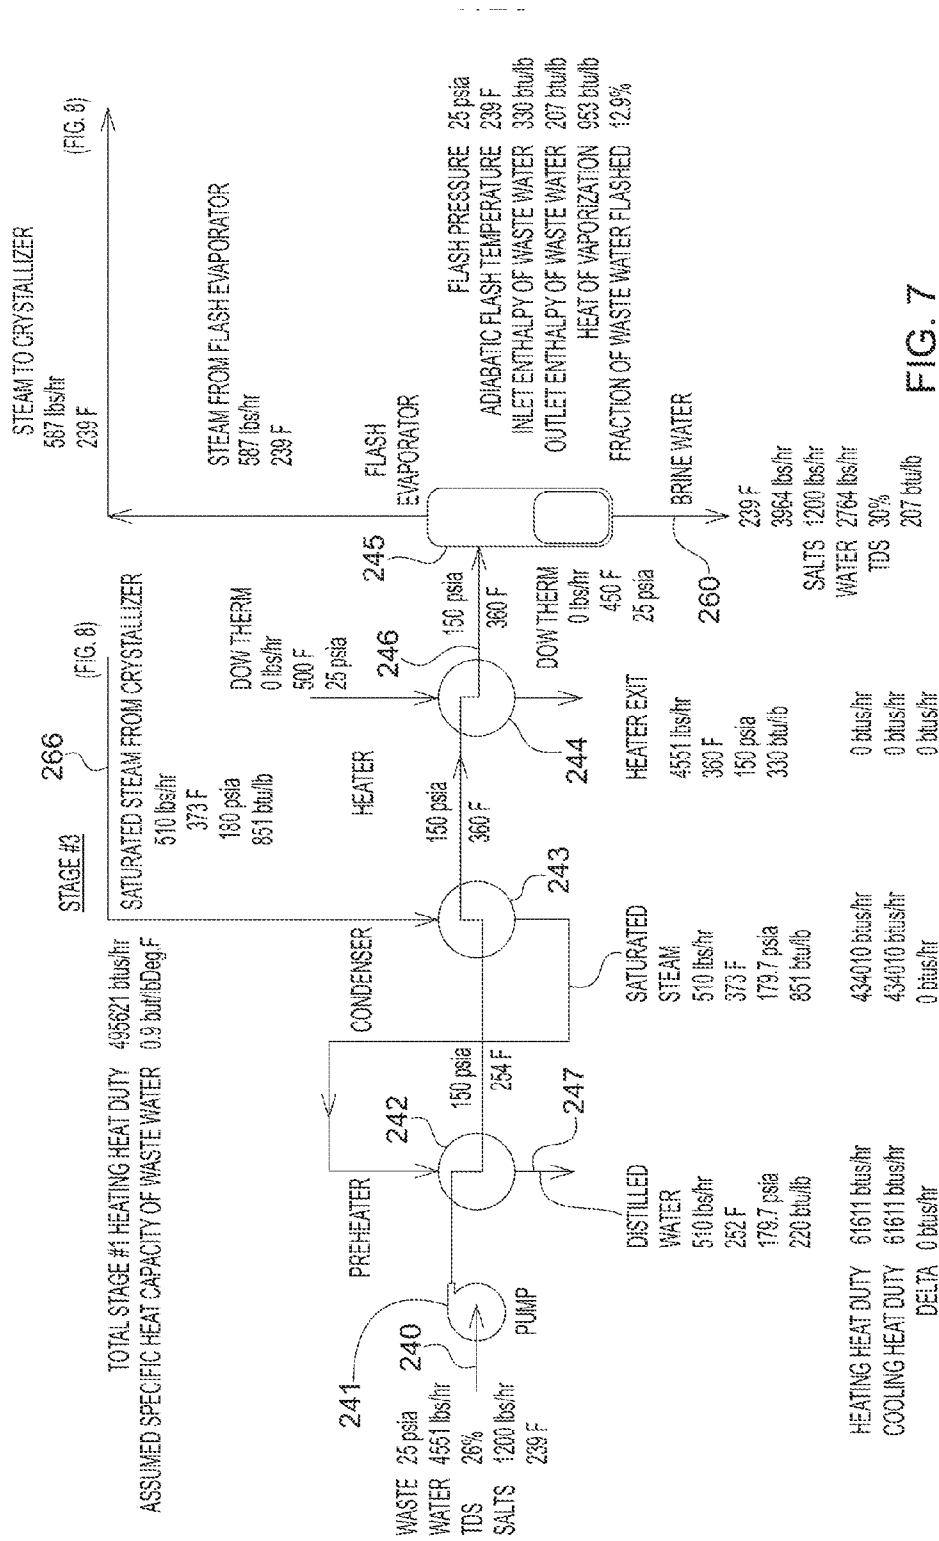 STAGE #3
TOTAL STAGE #1 HEATING HEAT DUTY 495621 btus/hr
ASSUMED SPECIFIC HEAT CAPACITY OF WASTE WATER 0.9 but/lbDeg.F
266
(FIG. 8)
SATURATED STEAM FROM CRYSTALLIZER
510 lbs/hr
373 F
180 psia
851 btu/lb
STEAM TO CRYSTALLIZER
587 lbs/hr
239 F
(FIG. 8)
STEAM FROM FLASH EVAPORATOR
587 lbs/hr
239 F
DOW THERM
0 lbs/hr
500 F
25 psia
PREHEATER
CONDENSER
HEATER
FLASH
EVAPORATOR
241
240
242
243
246
244
245
247
260
WASTE 25 psia
WATER 4551 lbs/hr
TDS 26%
SALTS 1200 lbs/hr
239 F
PUMP
150 psia
254 F
150 psia
360 F
150 psia
360 F
DOW THERM
0 lbs/hr
450 F
25 psia
FLASH PRESSURE 25 psia
ADIABATIC FLASH TEMPERATURE 239 F
INLET ENTHALPY OF WASTE WATER 330 btu/lb
OUTLET ENTHALPY OF WASTE WATER 207 btu/lb
HEAT OF VAPORIZATION 953 btu/lb
FRACTION OF WASTE WATER FLASHED 12.9%
BRINE WATER
239 F
3964 lbs/hr
SALTS 1200 lbs/hr
WATER 2764 lbs/hr
TDS 30%
207 btu/lb
DISTILLED
WATER
510 lbs/hr
252 F
179.7 psia
220 btu/lb
SATURATED
STEAM
510 lbs/hr
373 F
179.7 psia
851 btu/lb
HEATER EXIT
4551 lbs/hr
360 F
150 psia
330 btu/lb
HEATING HEAT DUTY 61611 btus/hr 434010 btus/hr 0 btus/hr
COOLING HEAT DUTY 61611 btus/hr 434010 btus/hr 0 btus/hr
DELTA 0 btus/hr 0 btus/hr 0 btus/hr
FIG. 7